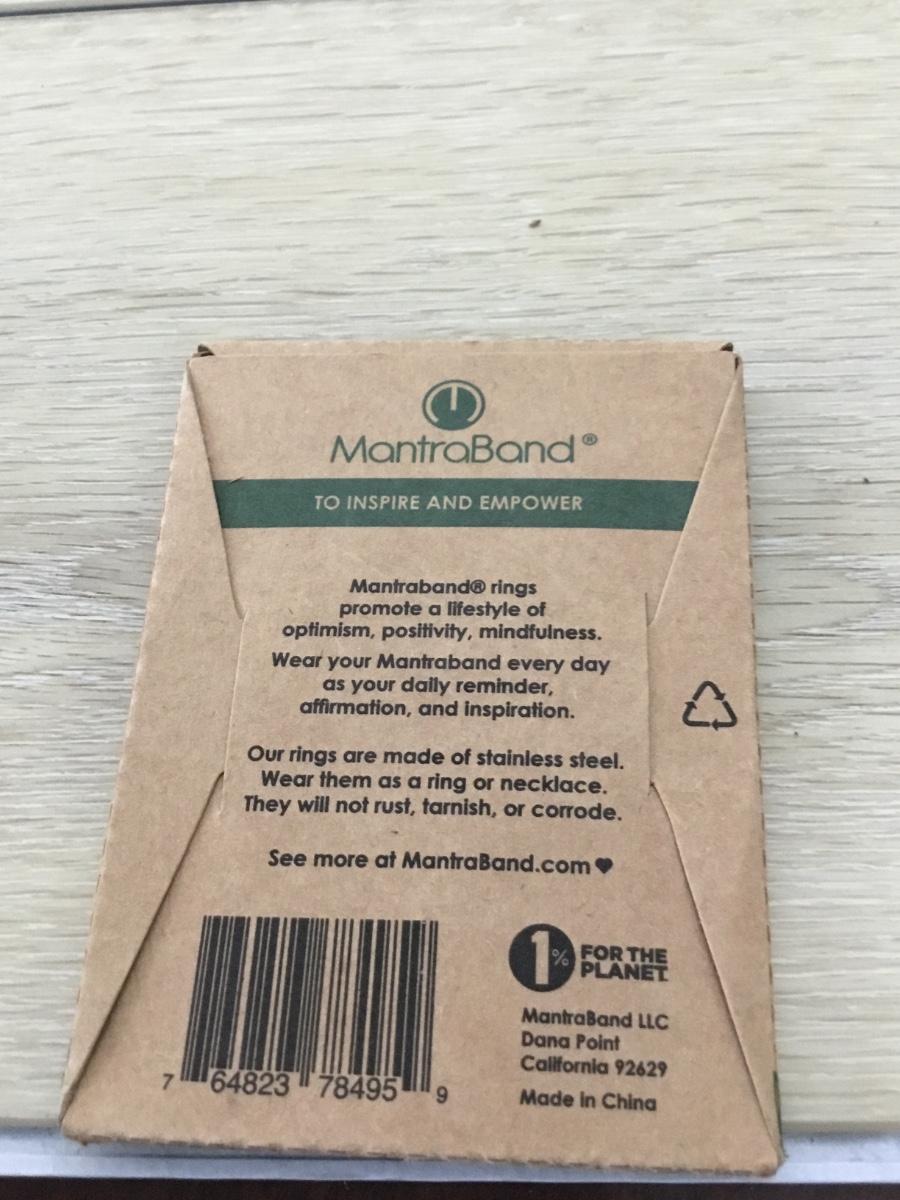 MantraBand®
TO INSPIRE AND EMPOWER
Mantraband® rings
promote a lifestyle of
optimism, positivity, mindfulness.
Wear your Mantraband every day
as your daily reminder,
affirmation, and inspiration.
Our rings are made of stainless steel.
Wear them as a ring or necklace.
They will not rust, tarnish, or corrode.
See more at MantraBand.com♥
7 64823 78495 9
1% FOR THE
PLANET
MantraBand LLC
Dana Point
California 92629
Made in China